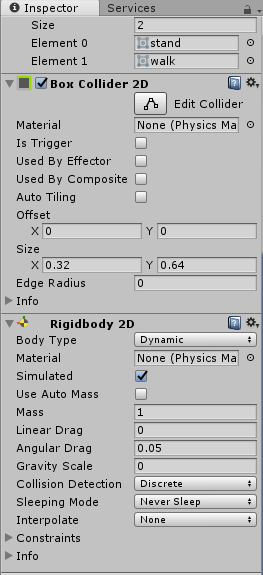 Inspector Services
Size 2
Element 0 stand
Element 1 walk
Box Collider 2D
Edit Collider
Material None (Physics Ma
Is Trigger
Used By Effector
Used By Composite
Auto Tiling
Offset
X 0 Y 0
Size
X 0.32 Y 0.64
Edge Radius 0
Info
Rigidbody 2D
Body Type Dynamic
Material None (Physics Ma
Simulated
Use Auto Mass
Mass 1
Linear Drag 0
Angular Drag 0.05
Gravity Scale 0
Collision Detection Discrete
Sleeping Mode Never Sleep
Interpolate None
Constraints
Info